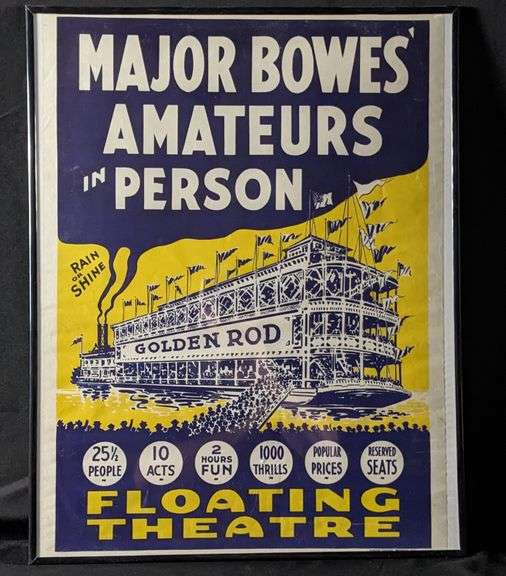 MAJOR BOWES'
AMATEURS
IN PERSON
RAIN
OR
SHINE
GOLDEN ROD
25½
PEOPLE
10
ACTS
2
HOURS
FUN
1000
THRILLS
POPULAR
PRICES
RESERVED
SEATS
FLOATING
THEATRE